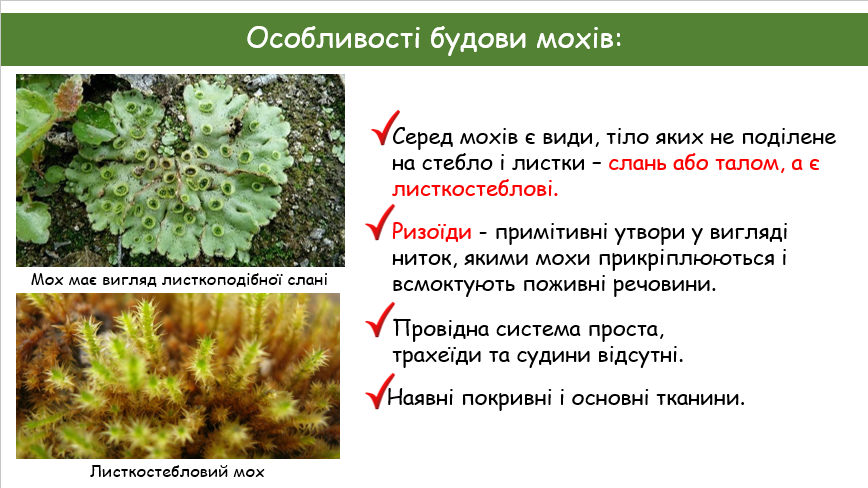 Особливості будови мохів:
Серед мохів є види, тіло яких не поділене
на стебло і листки – слань або талом, а є
листкостеблові.
Ризоїди - примітивні утвори у вигляді
ниток, якими мохи прикріплюються і
всмоктують поживні речовини.
Провідна система проста,
трахеїди та судини відсутні.
Наявні покривні і основні тканини.
Мох має вигляд листкоподібної слані
Листкостебловий мох